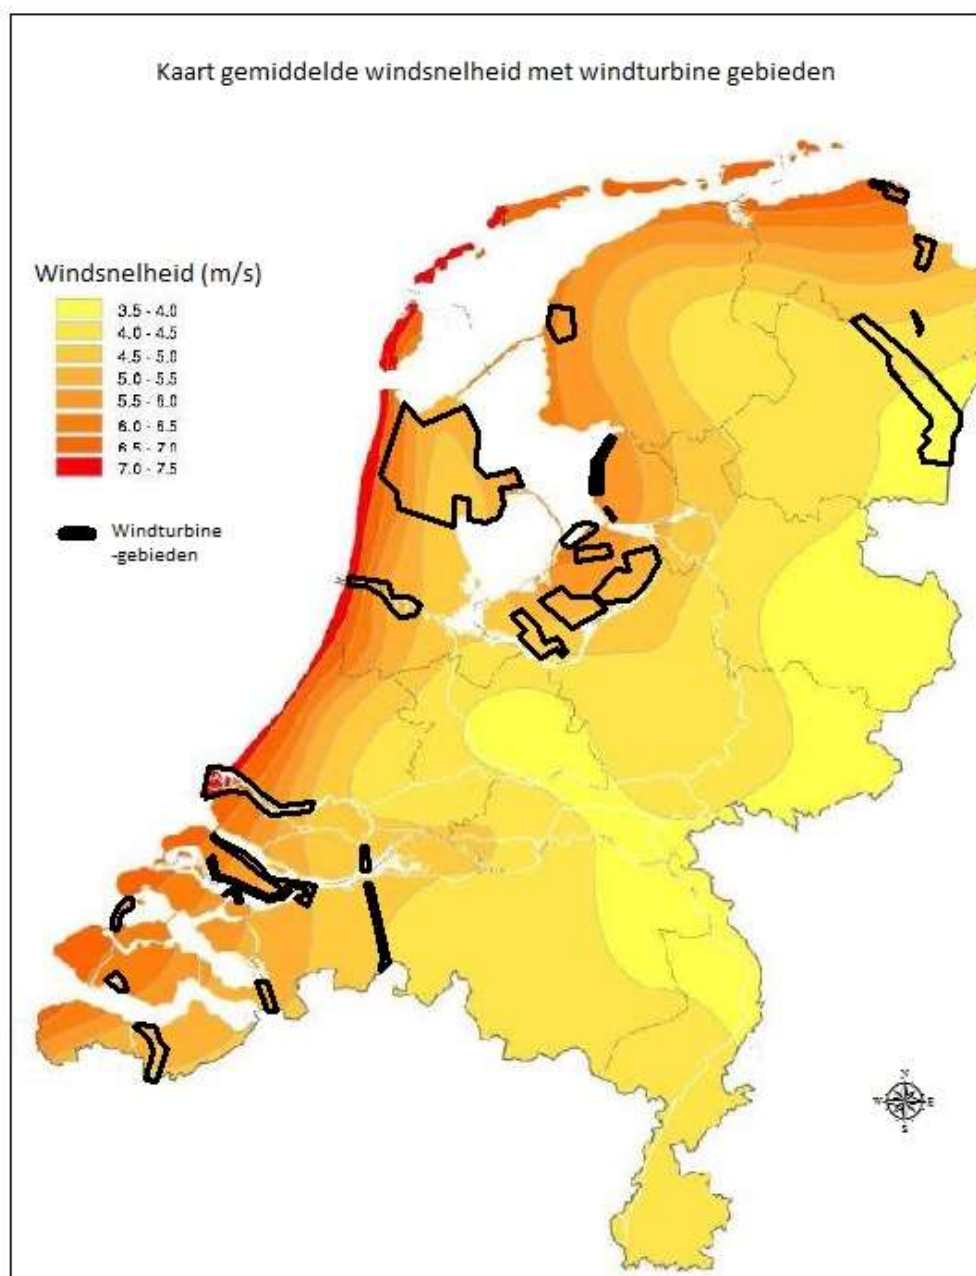 Kaart gemiddelde windsnelheid met windturbine gebieden
Windsnelheid (m/s)
3.5 - 4.0
4.0 - 4.5
4.5 - 5.0
5.0 - 5.5
5.5 - 6.0
6.0 - 6.5
6.5 - 7.0
7.0 - 7.5
Windturbine
-gebieden
N
W E
S